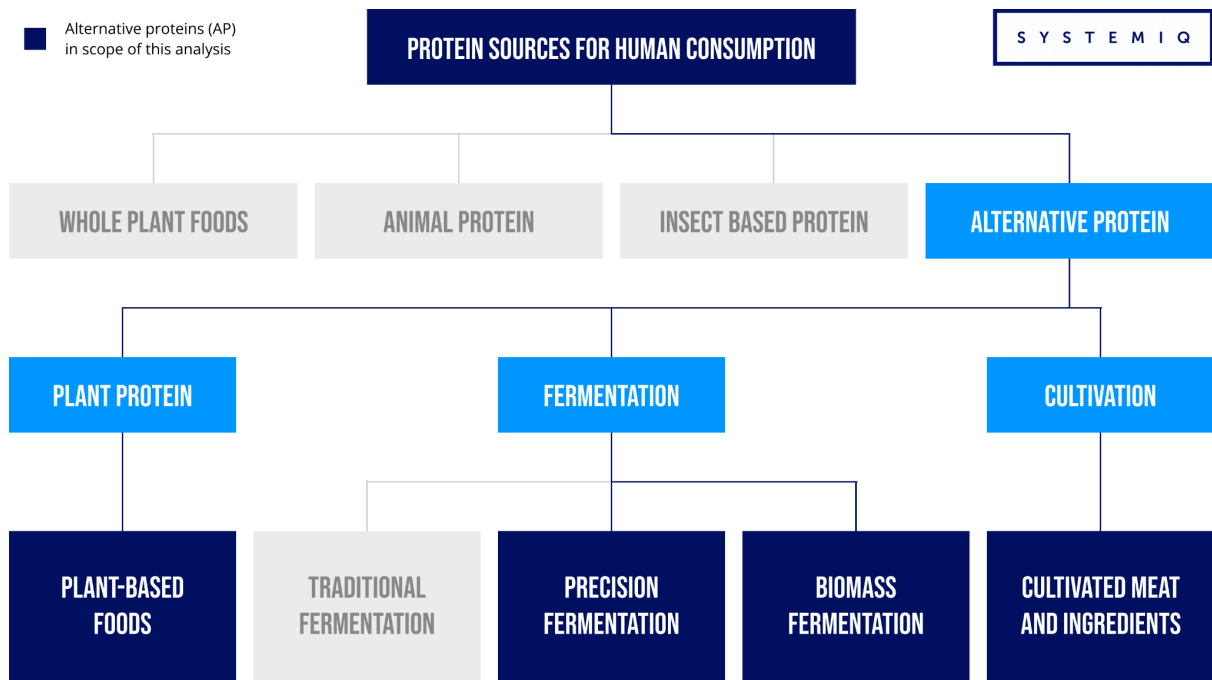 Alternative proteins (AP)
in scope of this analysis
PROTEIN SOURCES FOR HUMAN CONSUMPTION
SYSTEMIQ
WHOLE PLANT FOODS
ANIMAL PROTEIN
INSECT BASED PROTEIN
ALTERNATIVE PROTEIN
PLANT PROTEIN
FERMENTATION
CULTIVATION
PLANT-BASED
FOODS
TRADITIONAL
FERMENTATION
PRECISION
FERMENTATION
BIOMASS
FERMENTATION
CULTIVATED MEAT
AND INGREDIENTS